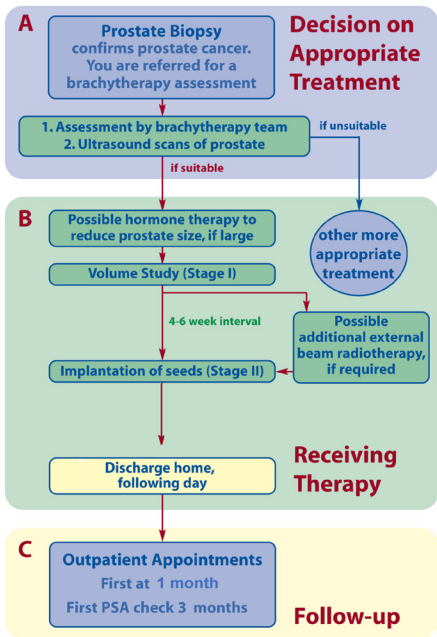 A
Prostate Biopsy
confirms prostate cancer.
You are referred for a
brachytherapy assessment
Decision on
Appropriate
Treatment
1. Assessment by brachytherapy team
2. Ultrasound scans of prostate
if unsuitable
if suitable
B
Possible hormone therapy to
reduce prostate size, if large
other more
appropriate
treatment
Volume Study (Stage I)
4-6 week interval
Possible
additional external
beam radiotherapy,
if required
Implantation of seeds (Stage II)
Discharge home,
following day
Receiving
Therapy
C
Outpatient Appointments
First at 1 month
First PSA check 3 months
Follow-up